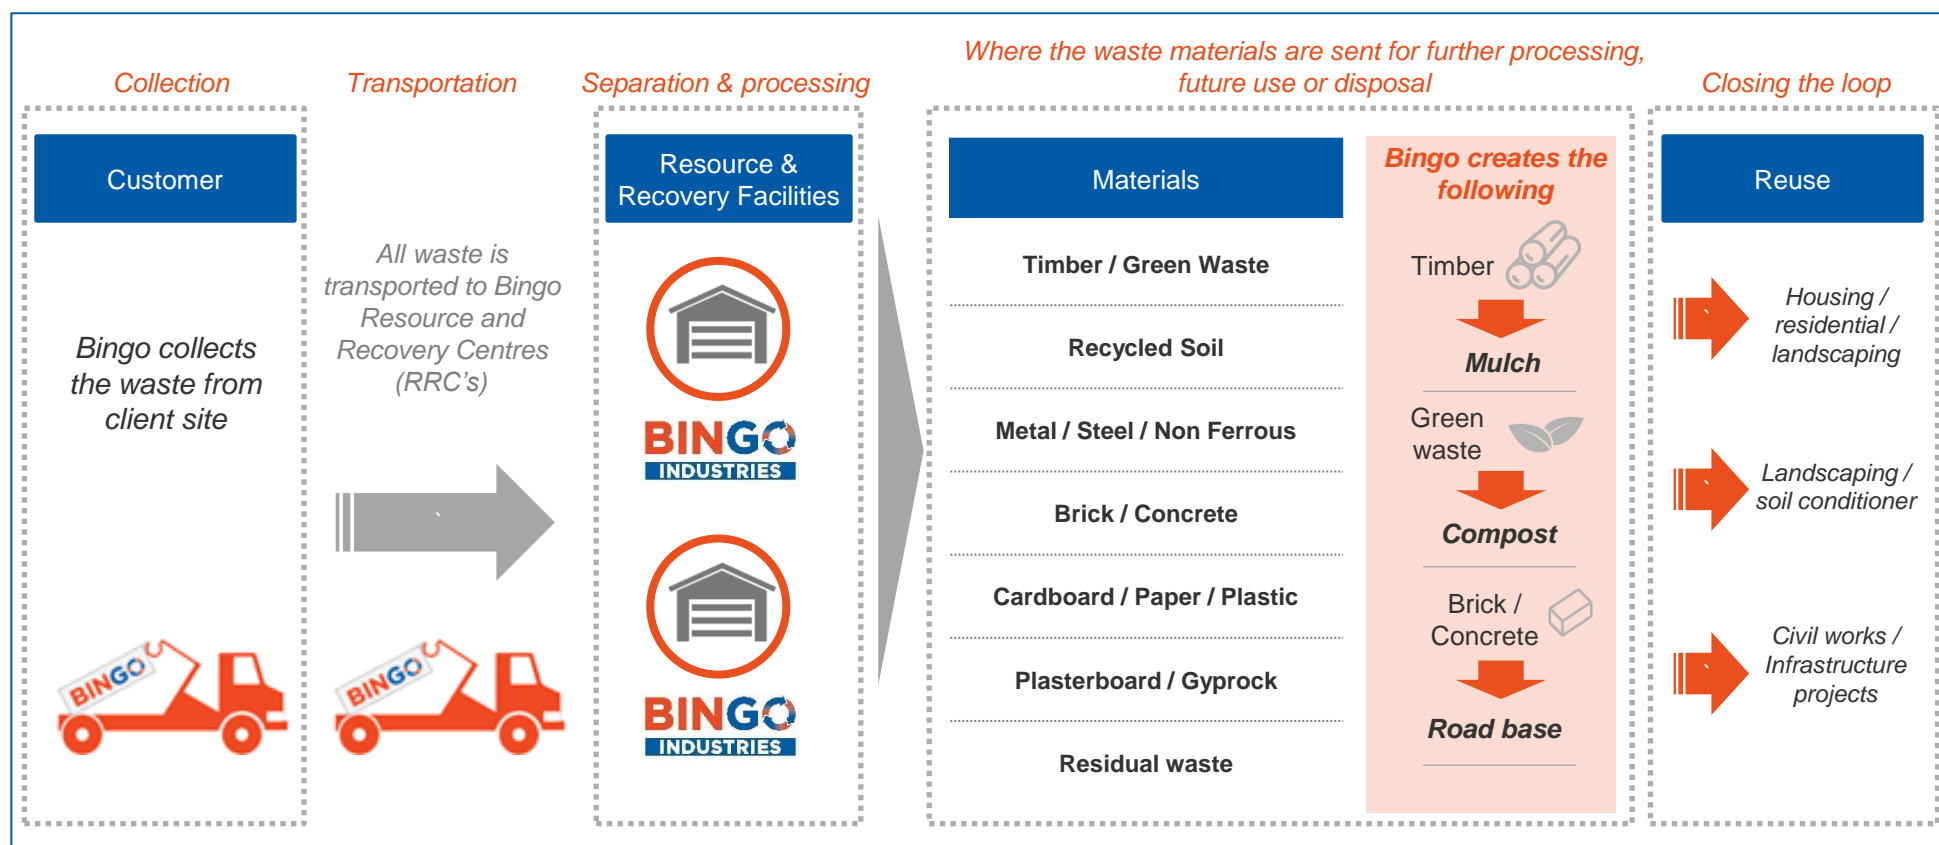 Collection
Transportation
Separation & processing
Where the waste materials are sent for further processing,
future use or disposal
Closing the loop
Customer
Bingo collects
the waste from
client site
BINGO
All waste is
transported to Bingo
Resource and
Recovery Centres
(RRC's)
`
BINGO
Resource &
Recovery Facilities
BINGO
INDUSTRIES
BINGO
INDUSTRIES
Materials
Timber / Green Waste
Recycled Soil
Metal / Steel / Non Ferrous
Brick / Concrete
Cardboard / Paper / Plastic
Plasterboard / Gyprock
Residual waste
Bingo creates the
following
Timber
Mulch
Green
waste
Compost
Brick /
Concrete
Road base
Reuse
`
Housing /
residential /
landscaping
`
Landscaping /
soil conditioner
`
Civil works /
Infrastructure
projects